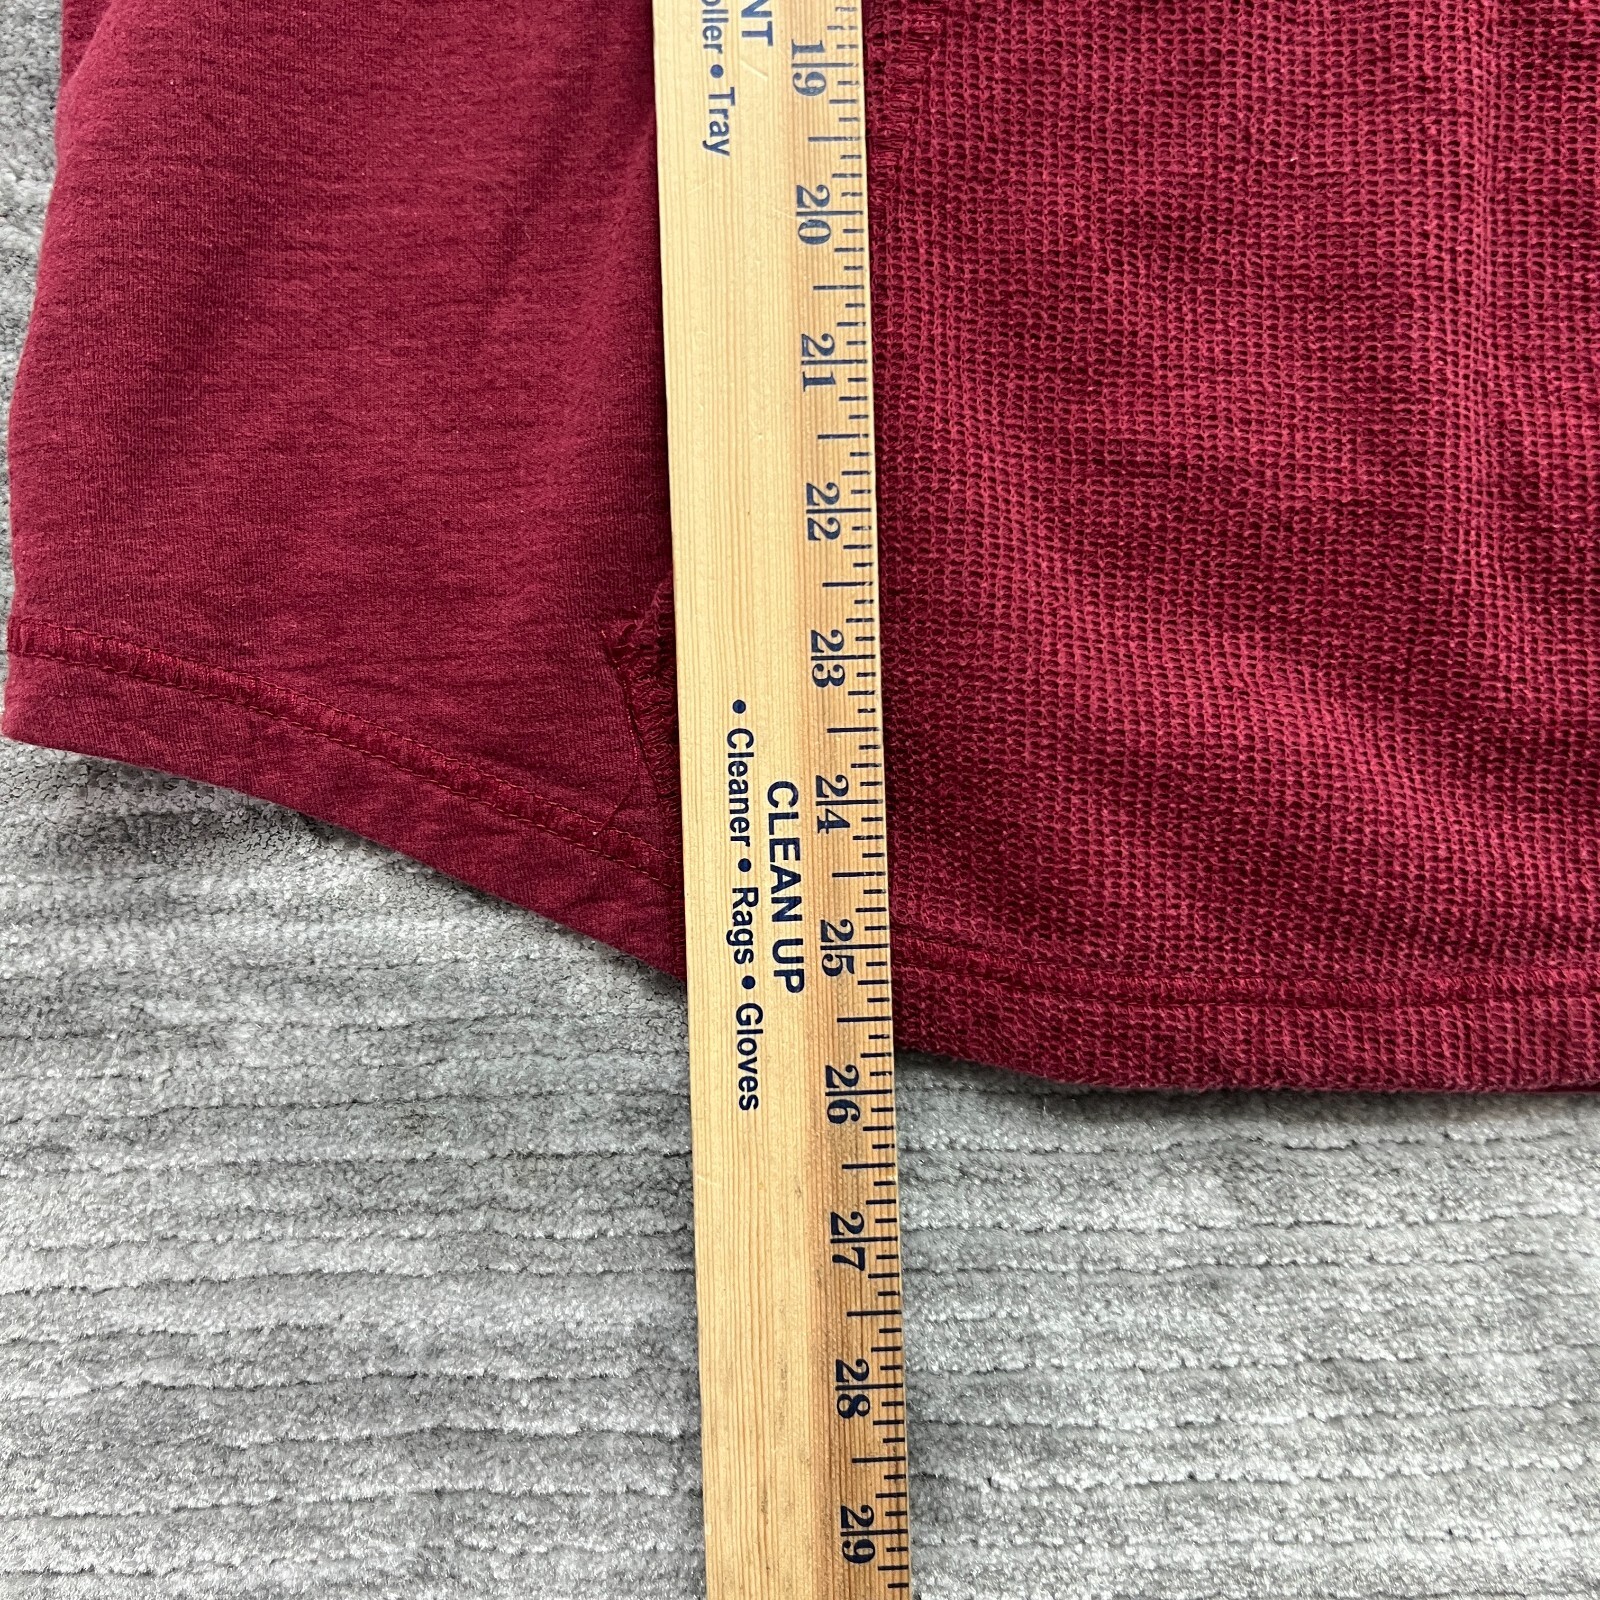 NT
oller • Tray
19
20
21
22
23
24
25
26
27
28
29
CLEAN UP
• Cleaner • Rags • Gloves